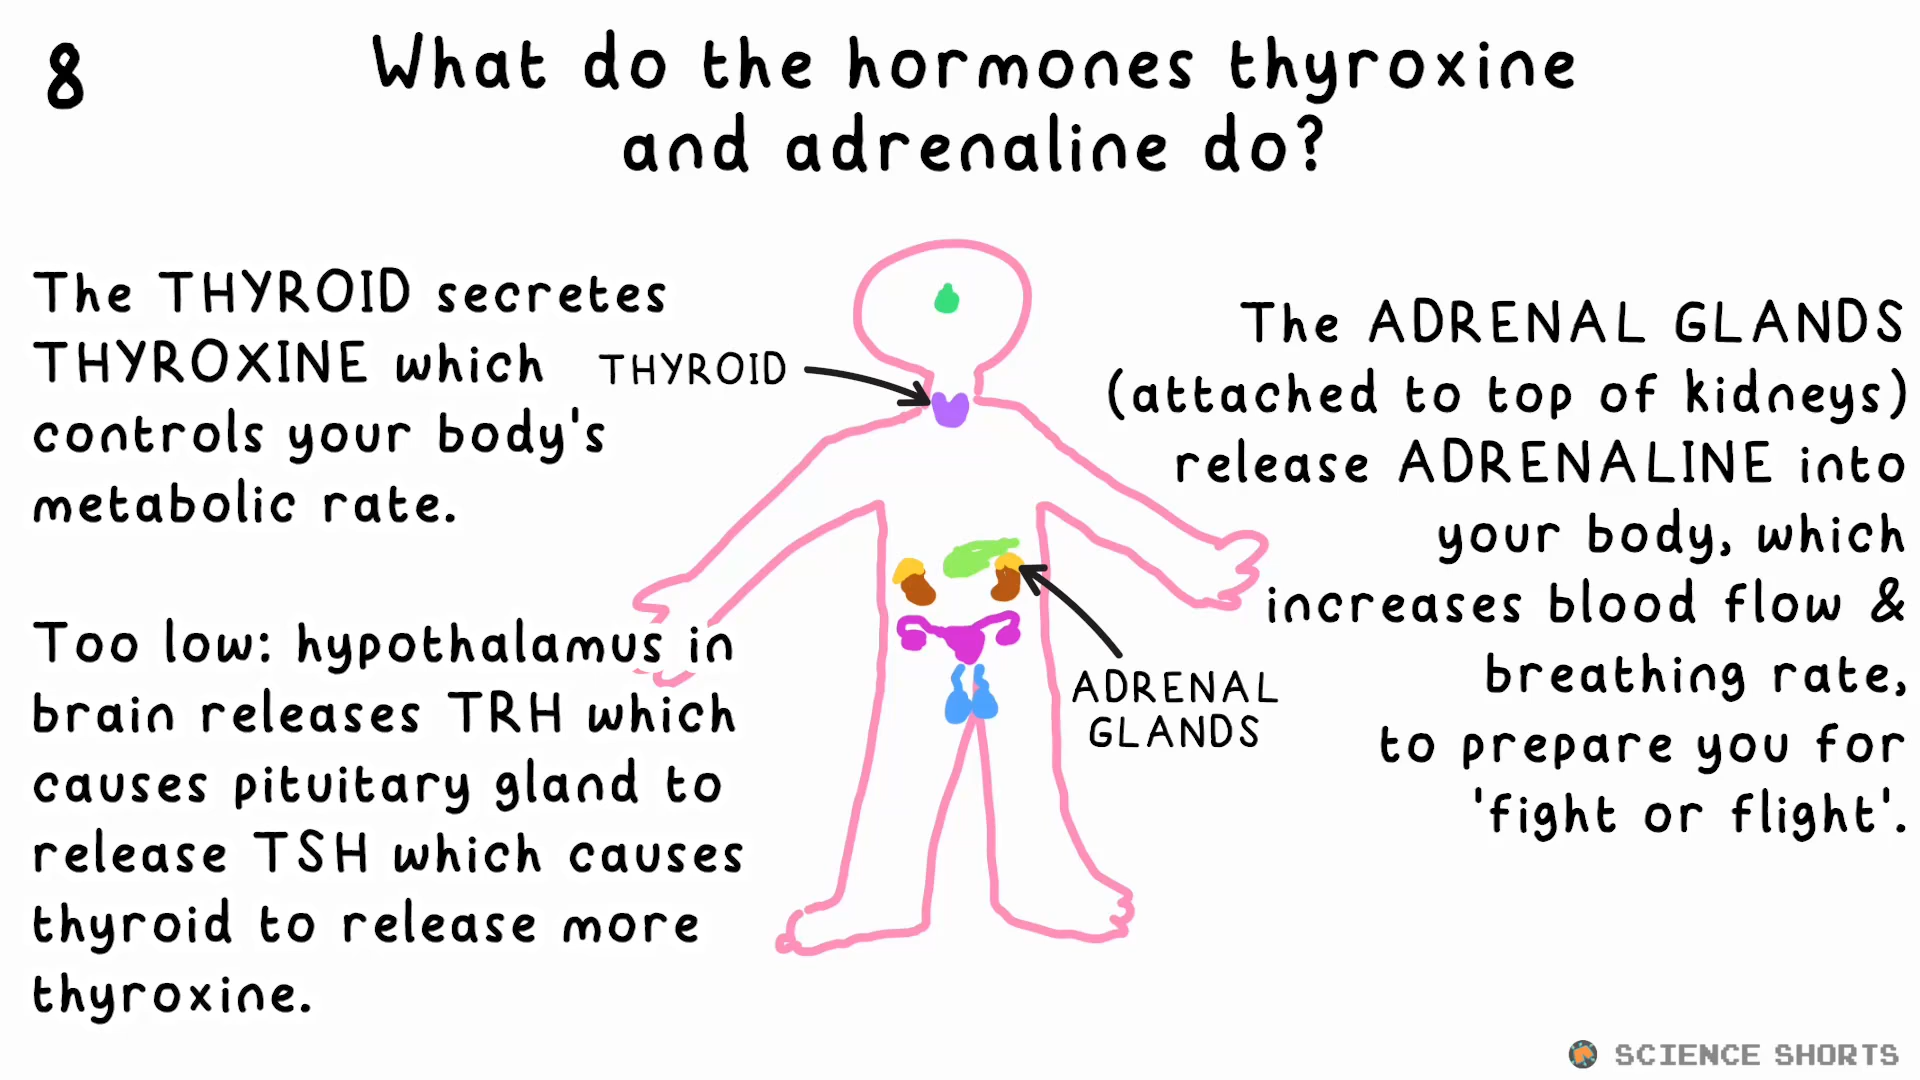 8
What do the hormones thyroxine
and adrenaline do?
The THYROID secretes
THYROXINE which
controls your body's
metabolic rate.
Too low: hypothalamus in
brain releases TRH which
causes pituitary gland to
release TSH which causes
thyroid to release more
thyroxine.
THYROID
ADRENAL
GLANDS
The ADRENAL GLANDS
(attached to top of kidneys)
release ADRENALINE into
your body, which
increases blood flow &
breathing rate,
to prepare you for
'fight or flight'.
SCIENCE SHORTS